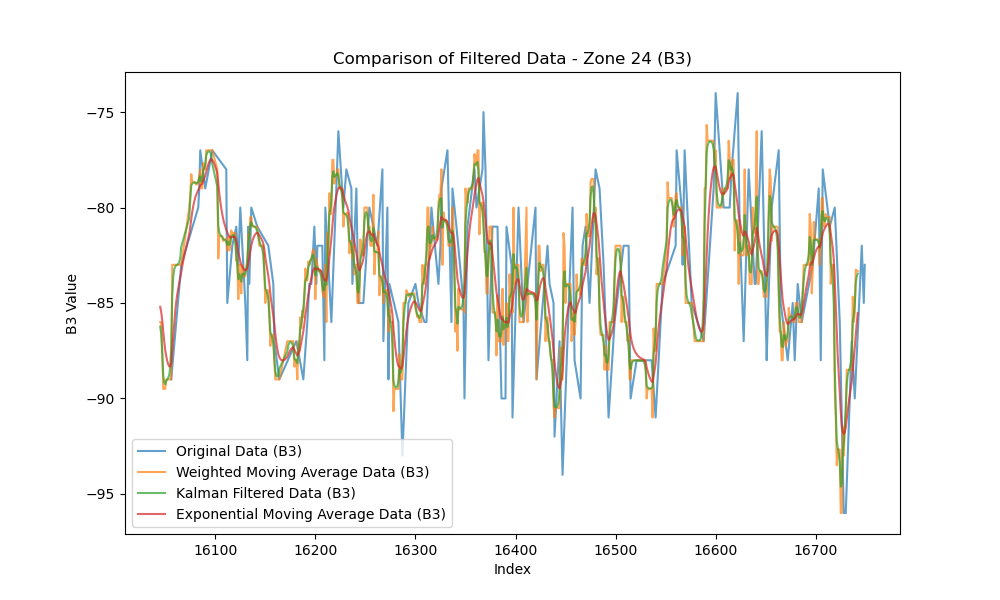 Comparison of Filtered Data - Zone 24 (B3)
B3 Value
−75
−80
−85
−90
−95
Original Data (B3)
Weighted Moving Average Data (B3)
Kalman Filtered Data (B3)
Exponential Moving Average Data (B3)
16100 16200 16300 16400 16500 16600 16700
Index